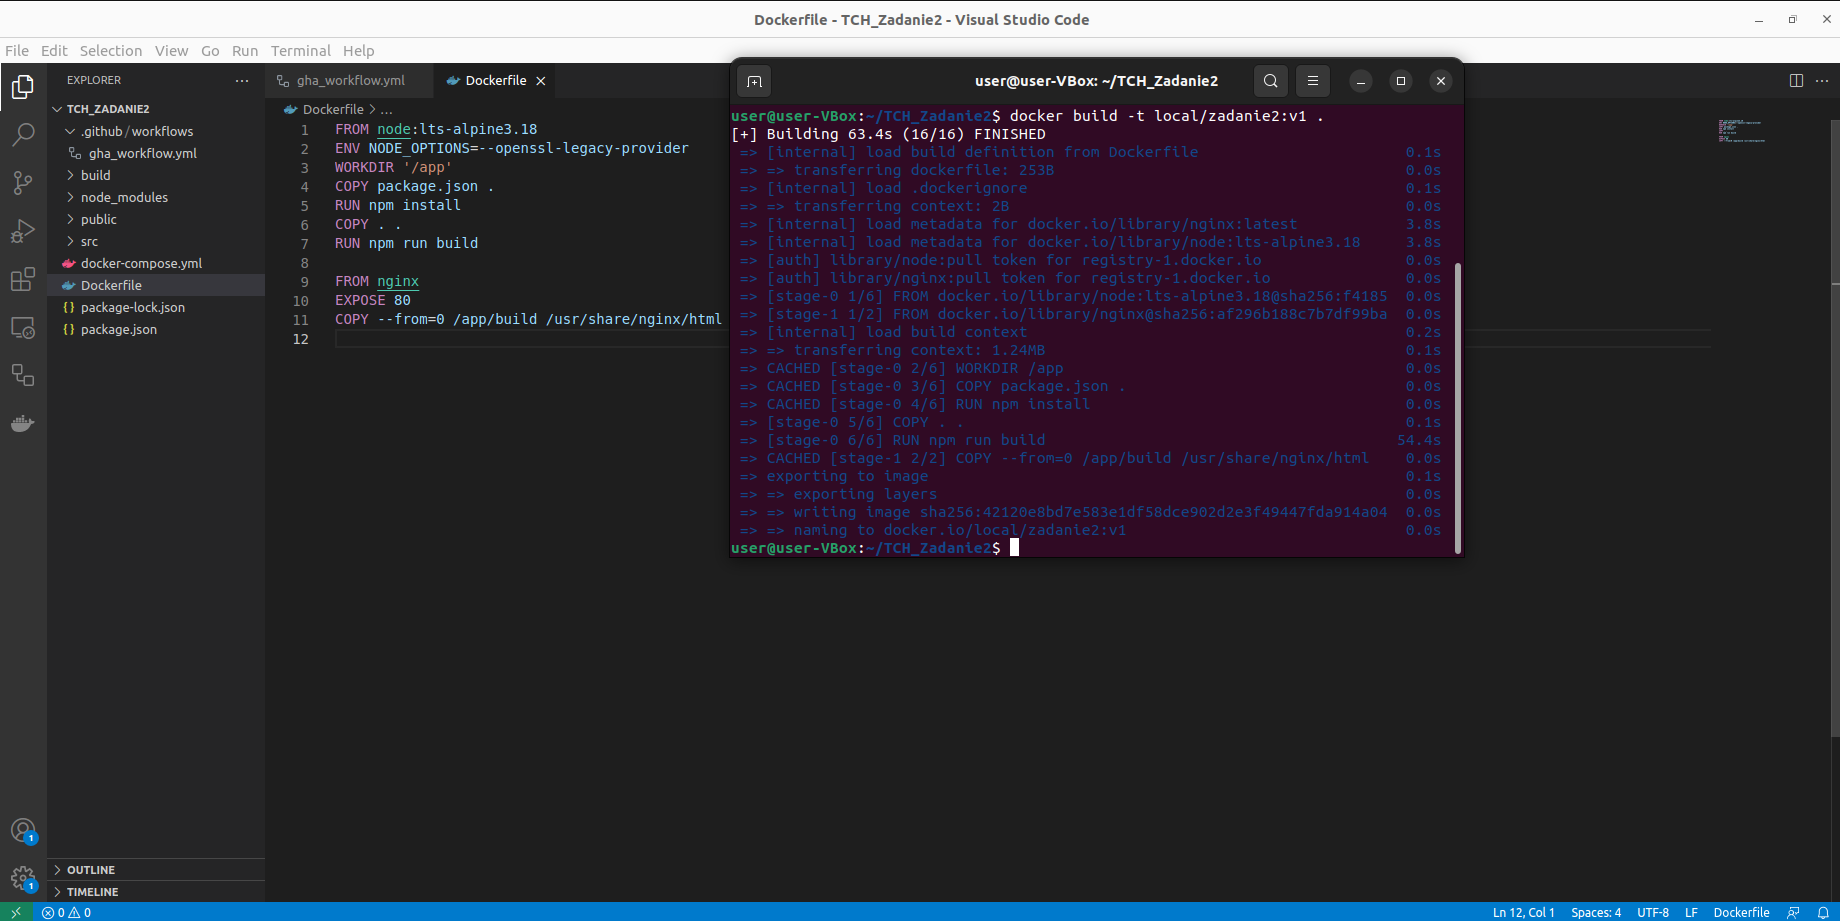 Dockerfile - TCH_Zadanie2 - Visual Studio Code
File Edit Selection View Go Run Terminal Help
EXPLORER
TCH_ZADANIE2
.github / workflows
gha_workflow.yml
build
node_modules
public
src
docker-compose.yml
Dockerfile
package-lock.json
package.json
OUTLINE
TIMELINE
1
1
gha_workflow.yml
Dockerfile
Dockerfile > ...
1 FROM node:lts-alpine3.18
2 ENV NODE_OPTIONS=--openssl-legacy-provider
3 WORKDIR '/app'
4 COPY package.json .
5 RUN npm install
6 COPY . .
7 RUN npm run build
8
9 FROM nginx
10 EXPOSE 80
11 COPY --from=0 /app/build /usr/share/nginx/html
12
user@user-VBox: ~/TCH_Zadanie2
user@user-VBox:~/TCH_Zadanie2$ docker build -t local/zadanie2:v1 .
[+] Building 63.4s (16/16) FINISHED
=> [internal] load build definition from Dockerfile 0.1s
=> => transferring dockerfile: 253B 0.0s
=> [internal] load .dockerignore 0.1s
=> => transferring context: 2B 0.0s
=> [internal] load metadata for docker.io/library/nginx:latest 3.8s
=> [internal] load metadata for docker.io/library/node:lts-alpine3.18 3.8s
=> [auth] library/node:pull token for registry-1.docker.io 0.0s
=> [auth] library/nginx:pull token for registry-1.docker.io 0.0s
=> [stage-0 1/6] FROM docker.io/library/node:lts-alpine3.18@sha256:f4185 0.0s
=> [stage-1 1/2] FROM docker.io/library/nginx@sha256:af296b188c7b7df99ba 0.0s
=> [internal] load build context 0.2s
=> => transferring context: 1.24MB 0.1s
=> CACHED [stage-0 2/6] WORKDIR /app 0.0s
=> CACHED [stage-0 3/6] COPY package.json . 0.0s
=> CACHED [stage-0 4/6] RUN npm install 0.0s
=> [stage-0 5/6] COPY . . 0.1s
=> [stage-0 6/6] RUN npm run build 54.4s
=> CACHED [stage-1 2/2] COPY --from=0 /app/build /usr/share/nginx/html 0.0s
=> exporting to image 0.1s
=> => exporting layers 0.0s
=> => writing image sha256:42120e8bd7e583e1df58dce902d2e3f49447fda914a04 0.0s
=> => naming to docker.io/local/zadanie2:v1 0.0s
user@user-VBox:~/TCH_Zadanie2$
0 0 Ln 12, Col 1 Spaces: 4 UTF-8 LF Dockerfile